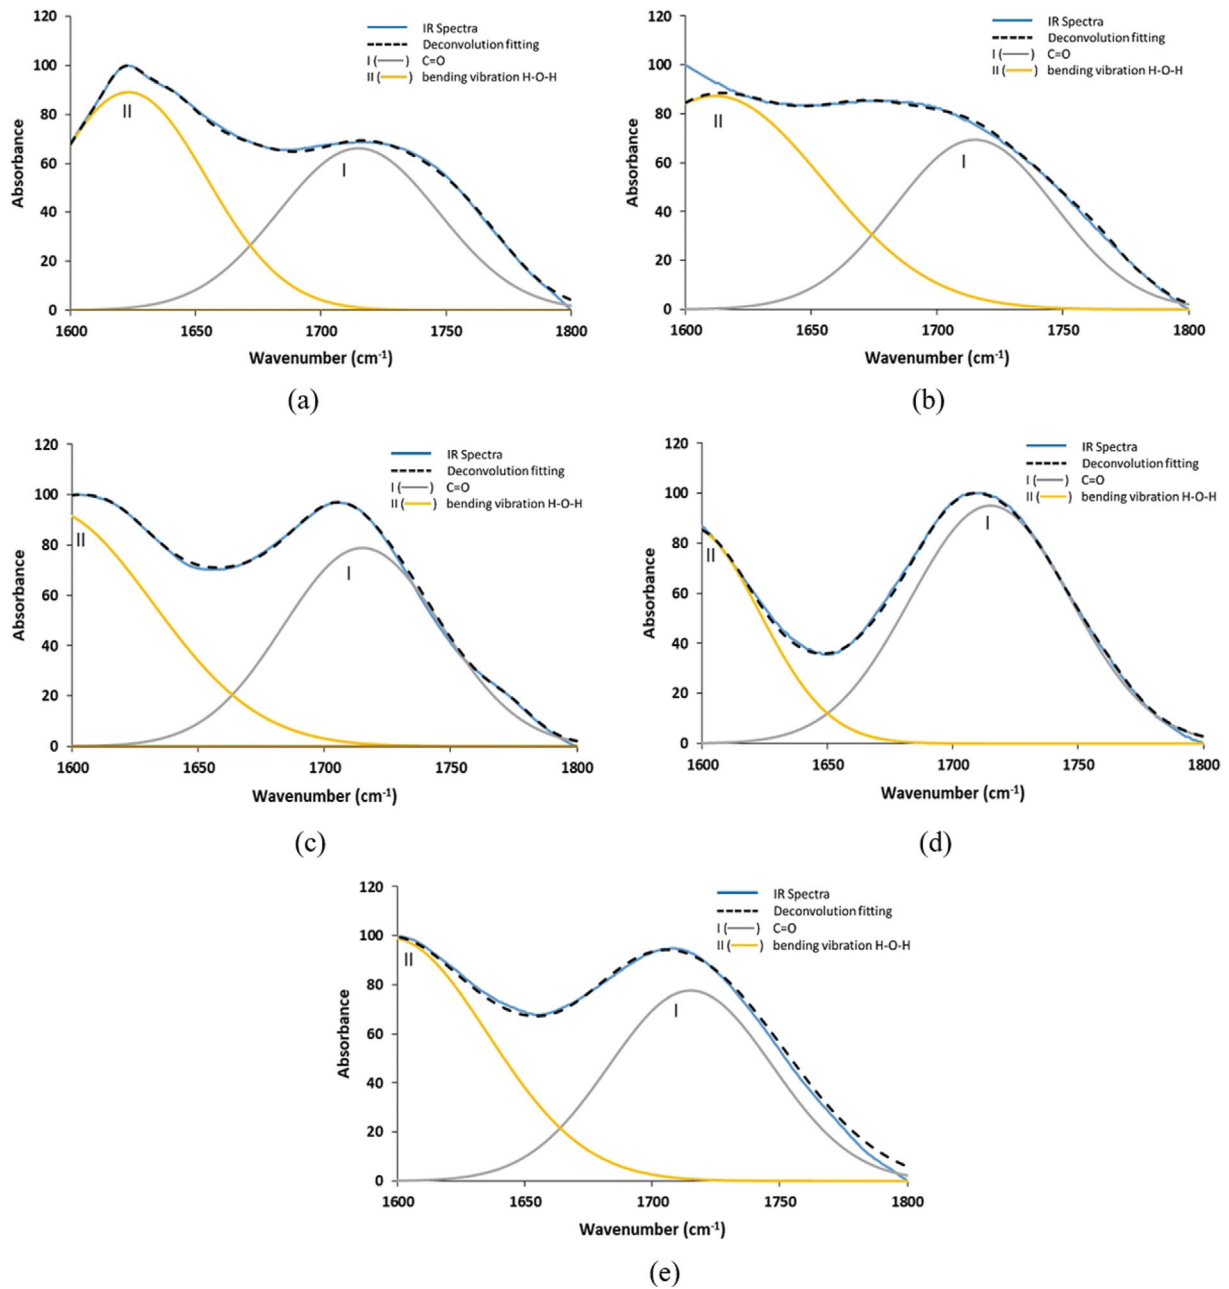 120
100
80
60
40
20
0
Absorbance
IR Spectra
Deconvolution fitting
I ( ) C=O
II ( ) bending vibration H-O-H
II
I
1600 1650 1700 1750 1800
Wavenumber (cm-1)
(a)
120
100
80
60
40
20
0
Absorbance
IR Spectra
Deconvolution fitting
I ( ) C=O
II ( ) bending vibration H-O-H
II
I
1600 1650 1700 1750 1800
Wavenumber (cm-1)
(b)
120
100
80
60
40
20
0
Absorbance
IR Spectra
Deconvolution fitting
I ( ) C=O
II ( ) bending vibration H-O-H
II
I
1600 1650 1700 1750 1800
Wavenumber (cm-1)
(c)
120
100
80
60
40
20
0
Absorbance
IR Spectra
Deconvolution fitting
I ( ) C=O
II ( ) bending vibration H-O-H
II
I
1600 1650 1700 1750 1800
Wavenumber (cm-1)
(d)
120
100
80
60
40
20
0
Absorbance
IR Spectra
Deconvolution fitting
I ( ) C=O
II ( ) bending vibration H-O-H
II
I
1600 1650 1700 1750 1800
Wavenumber (cm-1)
(e)